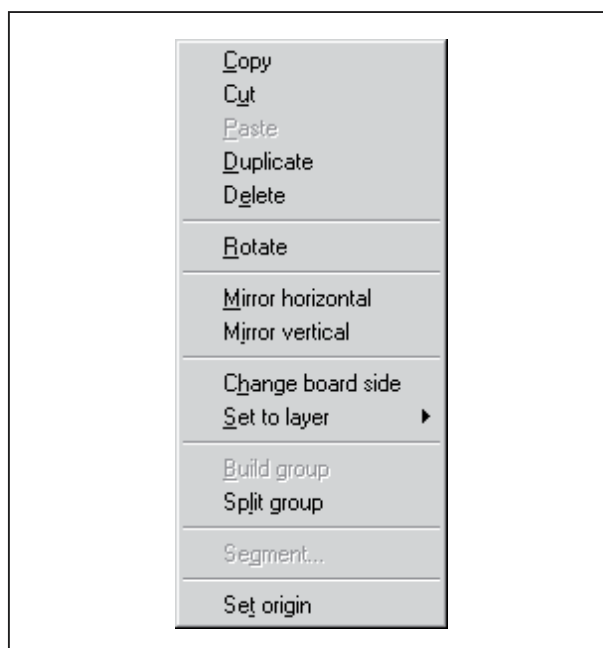 Copy
Cut
Paste
Duplicate
Delete
Rotate
Mirror horizontal
Mirror vertical
Change board side
Set to layer
Build group
Split group
Segment...
Set origin